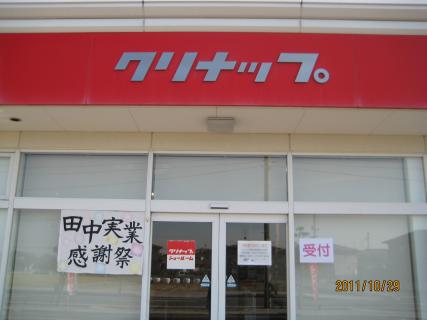 クリナップ
田中実業
感謝祭
クリナップ
ショールーム
受付
2011/10/29